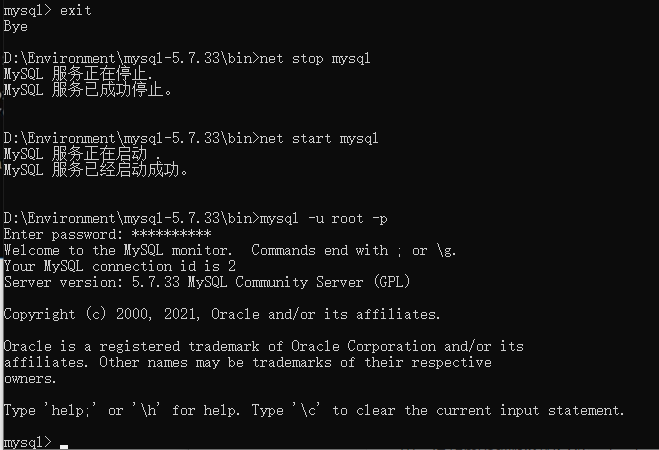 mysql> exit
Bye
D:\Environment\mysql-5.7.33\bin>net stop mysql
MySQL 服务正在停止.
MySQL 服务已成功停止。
D:\Environment\mysql-5.7.33\bin>net start mysql
MySQL 服务正在启动 .
MySQL 服务已经启动成功。
D:\Environment\mysql-5.7.33\bin>mysql -u root -p
Enter password: **********
Welcome to the MySQL monitor.  Commands end with ; or \g.
Your MySQL connection id is 2
Server version: 5.7.33 MySQL Community Server (GPL)
Copyright (c) 2000, 2021, Oracle and/or its affiliates.
Oracle is a registered trademark of Oracle Corporation and/or its
affiliates. Other names may be trademarks of their respective
owners.
Type 'help;' or '\h' for help. Type '\c' to clear the current input statement.
mysql>